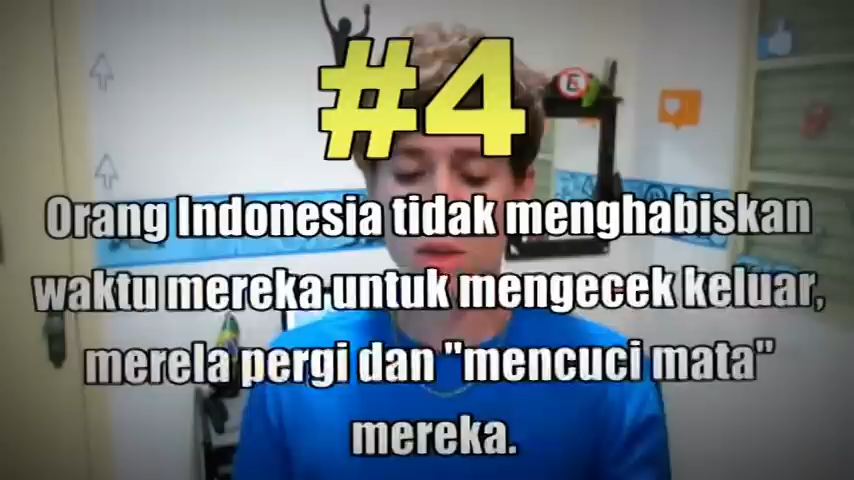 #4
Orang Indonesia tidak menghabiskan
waktu mereka untuk mengecek keluar,
merela pergi dan "mencuci mata"
mereka.
E